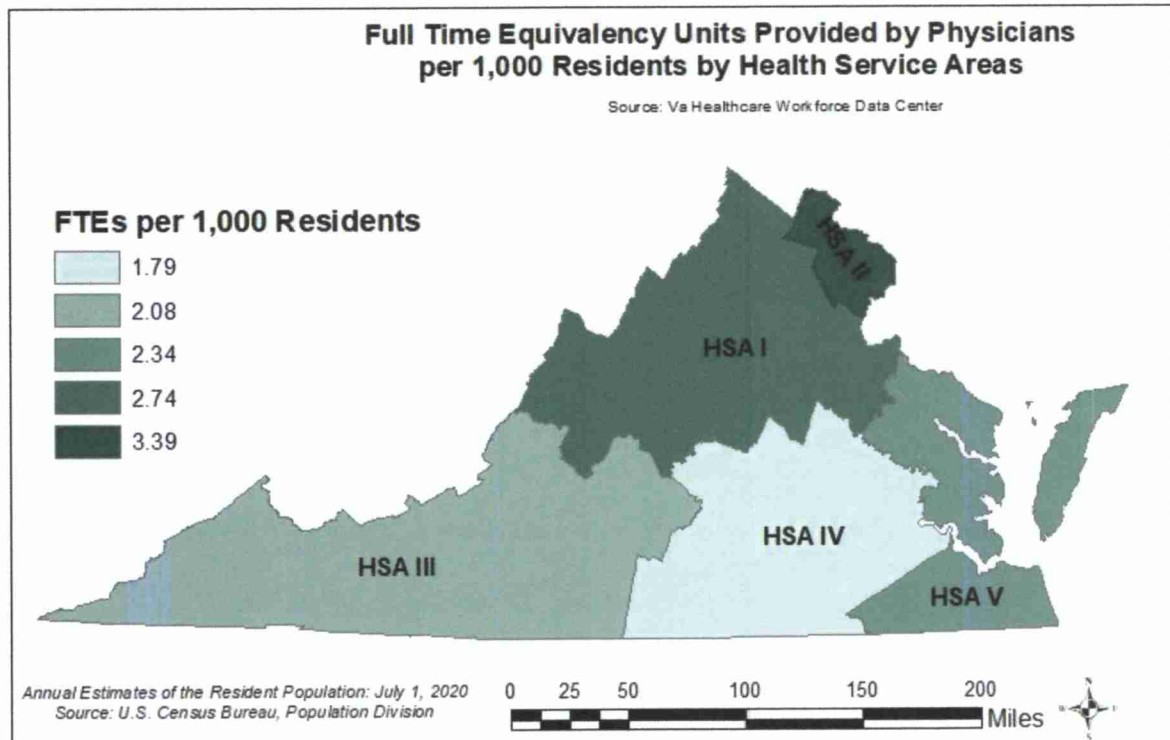 Full Time Equivalency Units Provided by Physicians
per 1,000 Residents by Health Service Areas
Source: Va Healthcare Work force Data Center
FTEs per 1,000 Residents
1.79
2.08
2.34
2.74
3.39
HSA II
HSA I
HSA IV
HSA III
HSA V
Annual Estimates of the Resident Population: July 1, 2020
Source: U.S. Census Bureau, Population Division
0 25 50 100 150 200
Miles
N
W
S